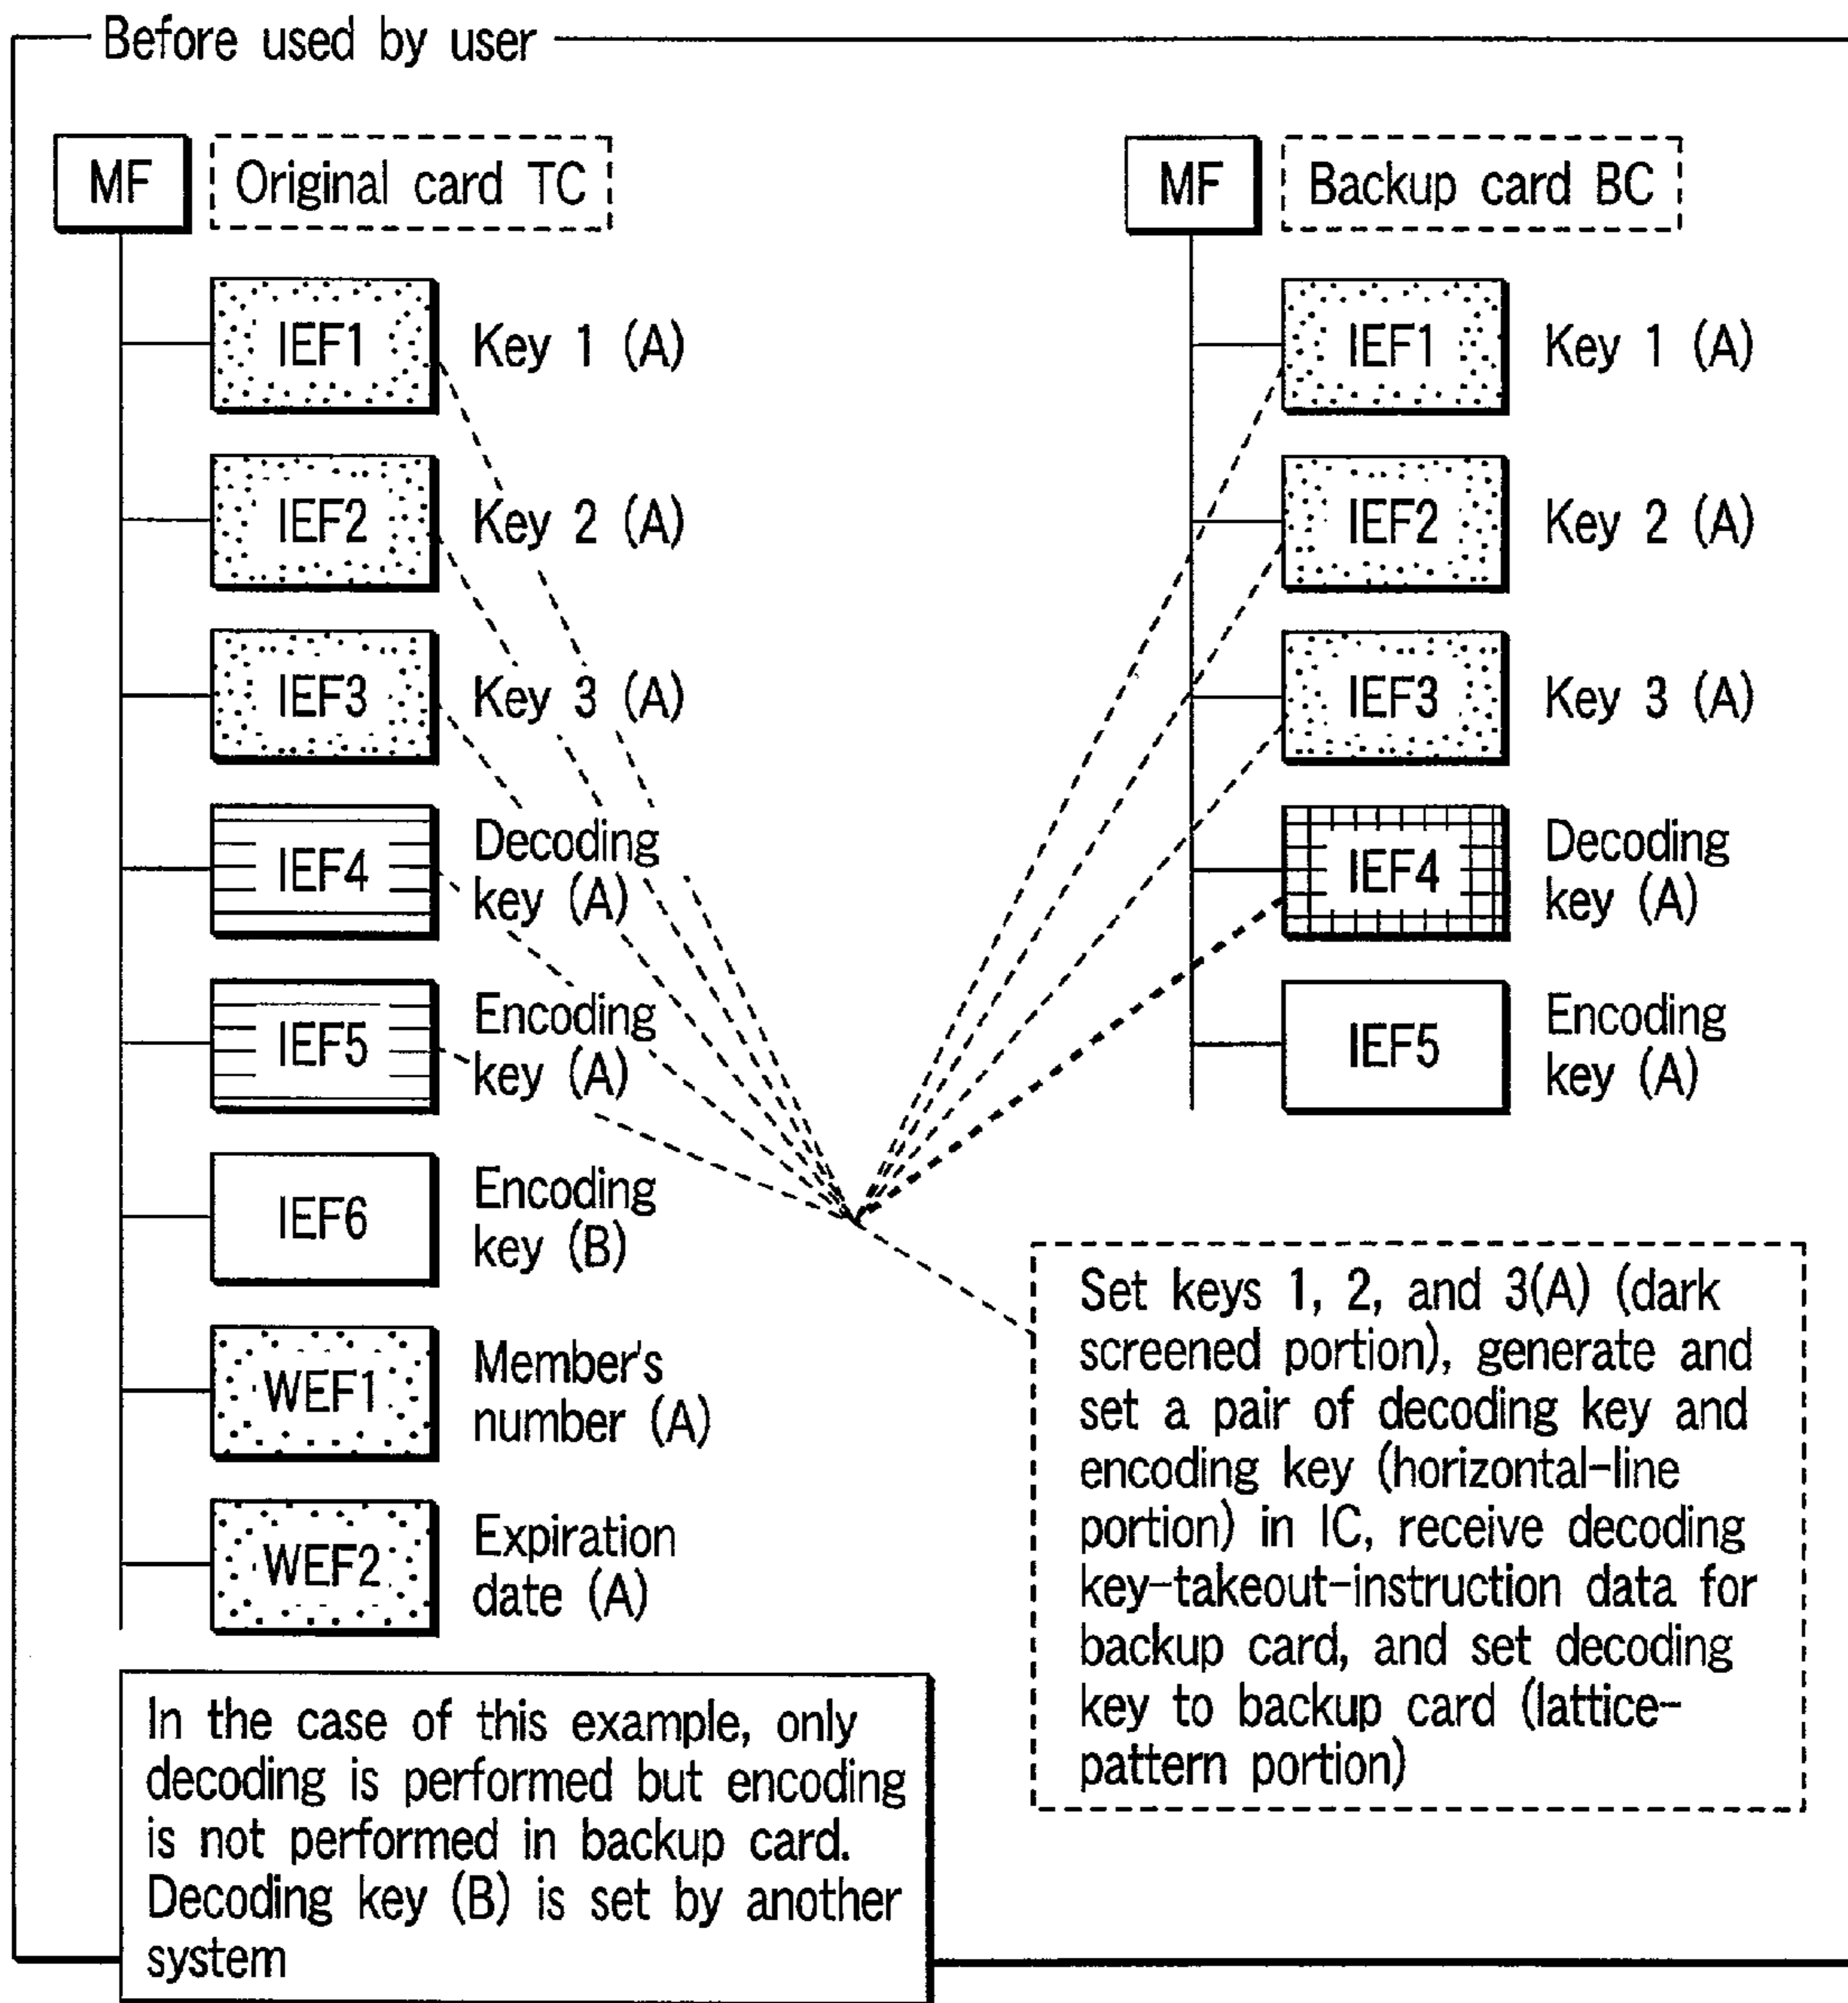 Before used by user
MF
Original card TC
IEF1
Key 1 (A)
IEF2
Key 2 (A)
IEF3
Key 3 (A)
IEF4
Decoding
key (A)
IEF5
Encoding
key (A)
IEF6
Encoding
key (B)
WEF1
Member's
number (A)
WEF2
Expiration
date (A)
In the case of this example, only
decoding is performed but encoding
is not performed in backup card.
Decoding key (B) is set by another
system
MF
Backup card BC
IEF1
Key 1 (A)
IEF2
Key 2 (A)
IEF3
Key 3 (A)
IEF4
Decoding
key (A)
IEF5
Encoding
key (A)
Set keys 1, 2, and 3(A) (dark
screened portion), generate and
set a pair of decoding key and
encoding key (horizontal-line
portion) in IC, receive decoding
key-takeout-instruction data for
backup card, and set decoding
key to backup card (lattice-
pattern portion)